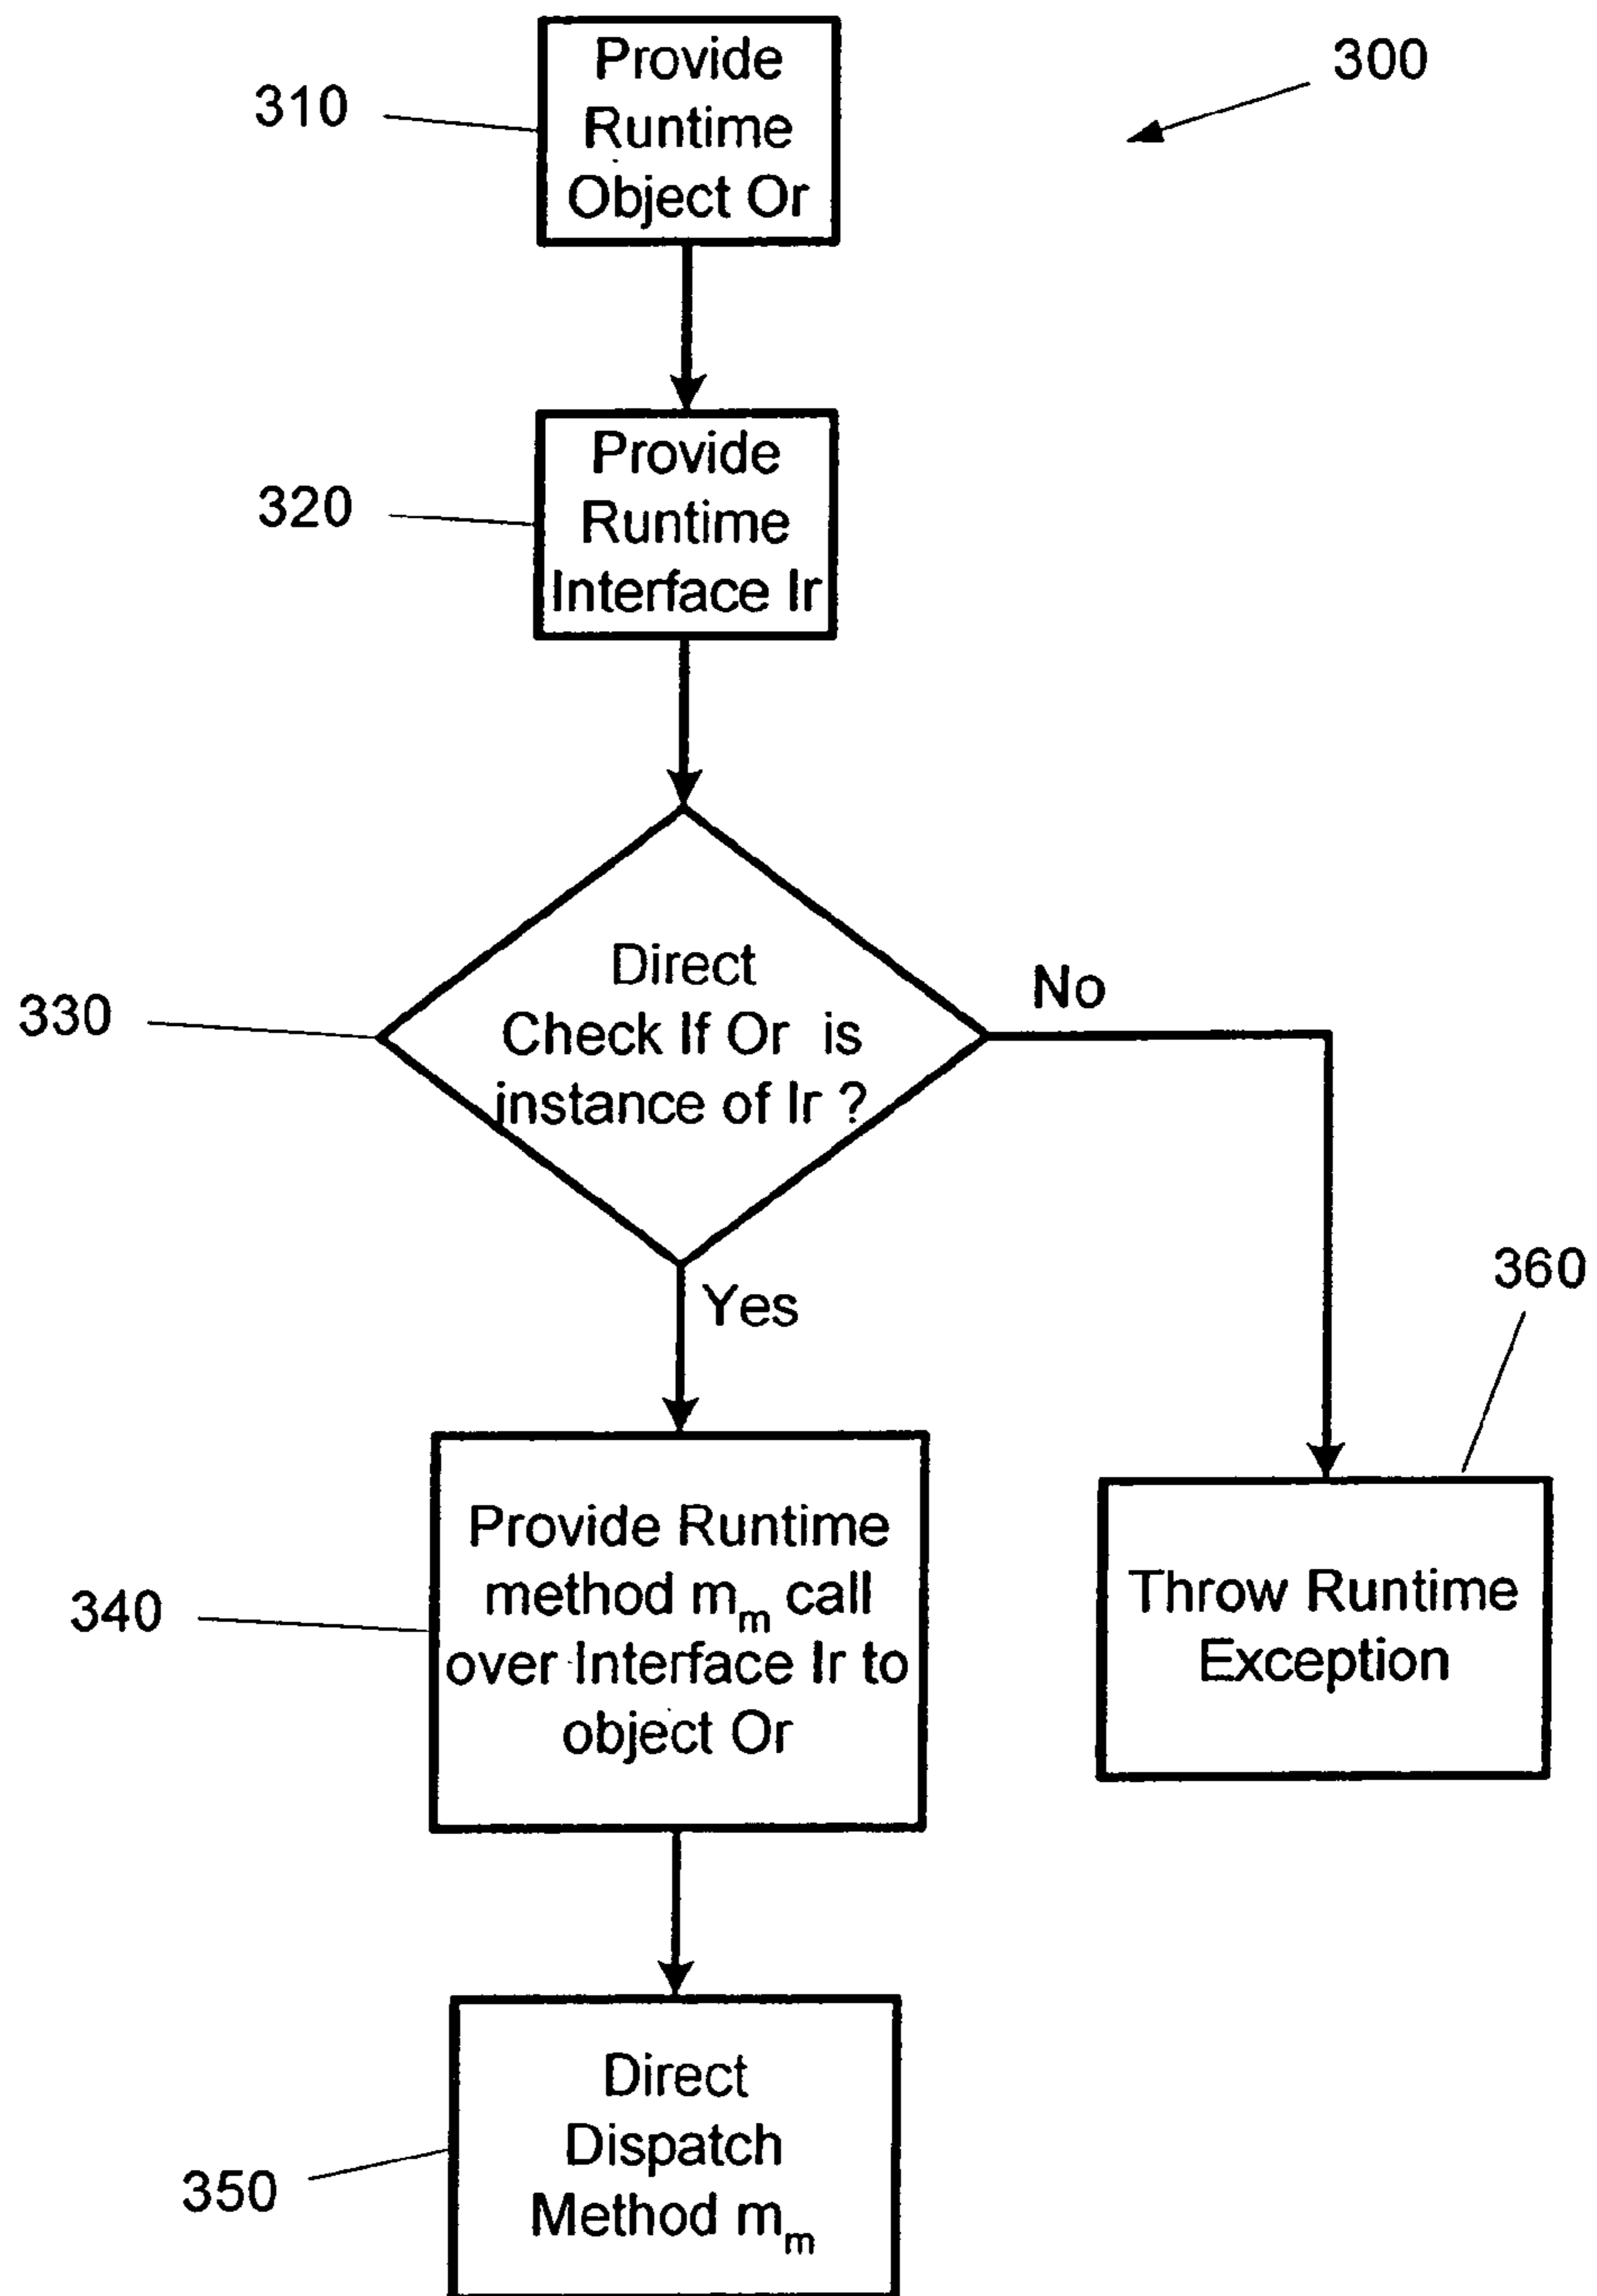 300
310
Provide
Runtime
Object Or
320
Provide
Runtime
Interface Ir
330
Direct
Check If Or is
instance of Ir ?
No
Yes
360
340
Provide Runtime
method mm call
over Interface Ir to
object Or
Throw Runtime
Exception
350
Direct
Dispatch
Method mm